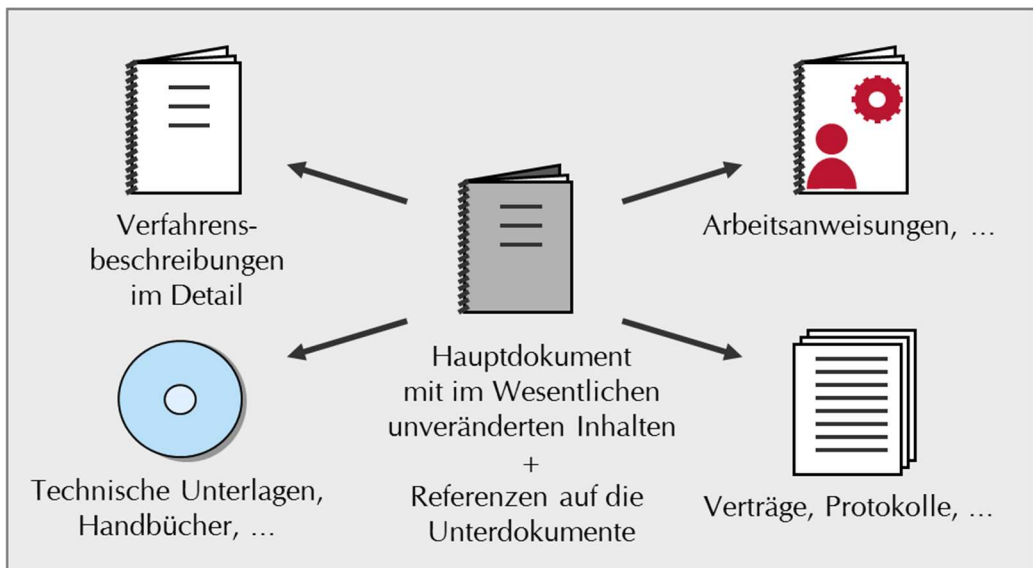 Verfahrens-
beschreibungen
im Detail
Arbeitsanweisungen, ...
Hauptdokument
mit im Wesentlichen
unveränderten Inhalten
+
Referenzen auf die
Unterdokumente
Technische Unterlagen,
Handbücher, ...
Verträge, Protokolle, ...